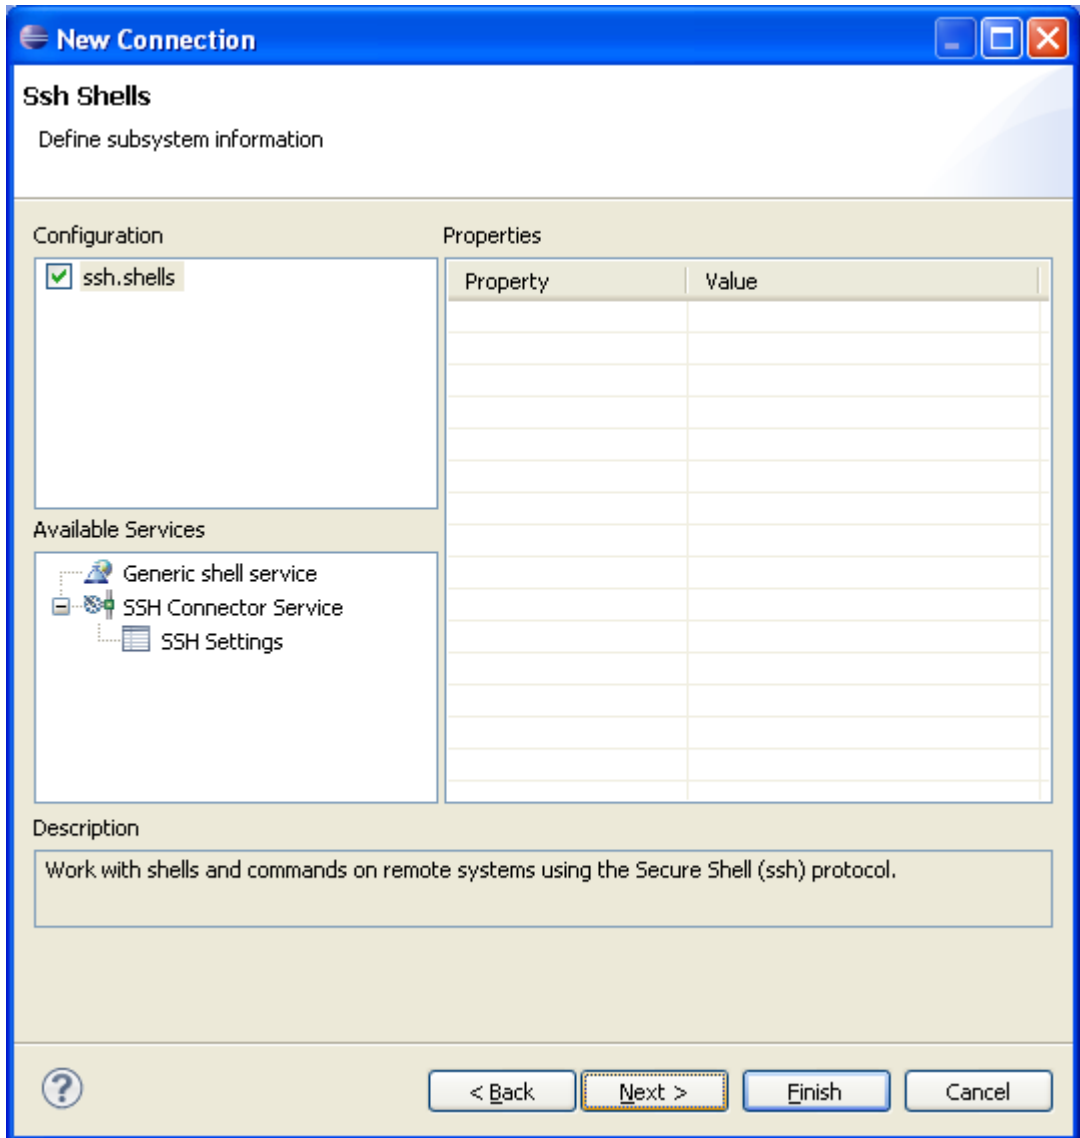 New Connection
Ssh Shells
Define subsystem information
Configuration
ssh.shells
Properties
Property Value
Available Services
Generic shell service
SSH Connector Service
SSH Settings
Description
Work with shells and commands on remote systems using the Secure Shell (ssh) protocol.
? < Back Next > Finish Cancel